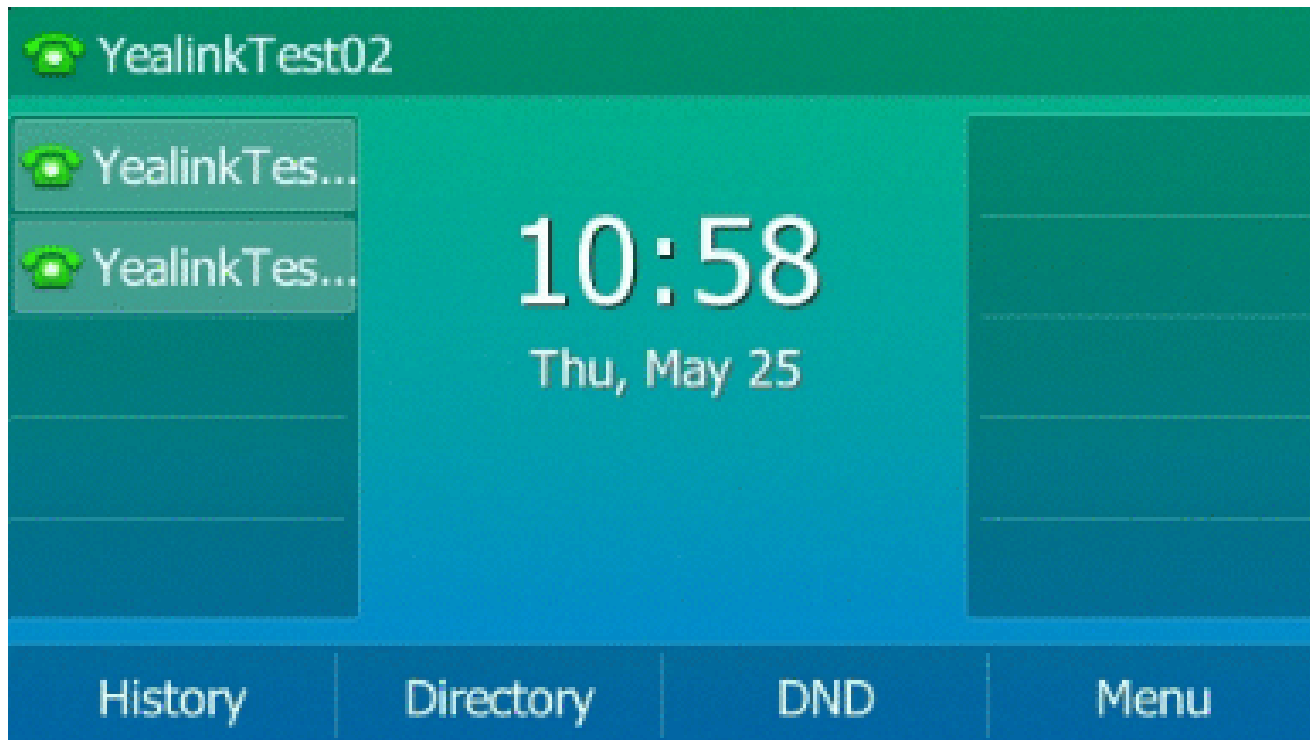 YealinkTest02
YealinkTes...
YealinkTes...
10:58
Thu, May 25
History
Directory
DND
Menu